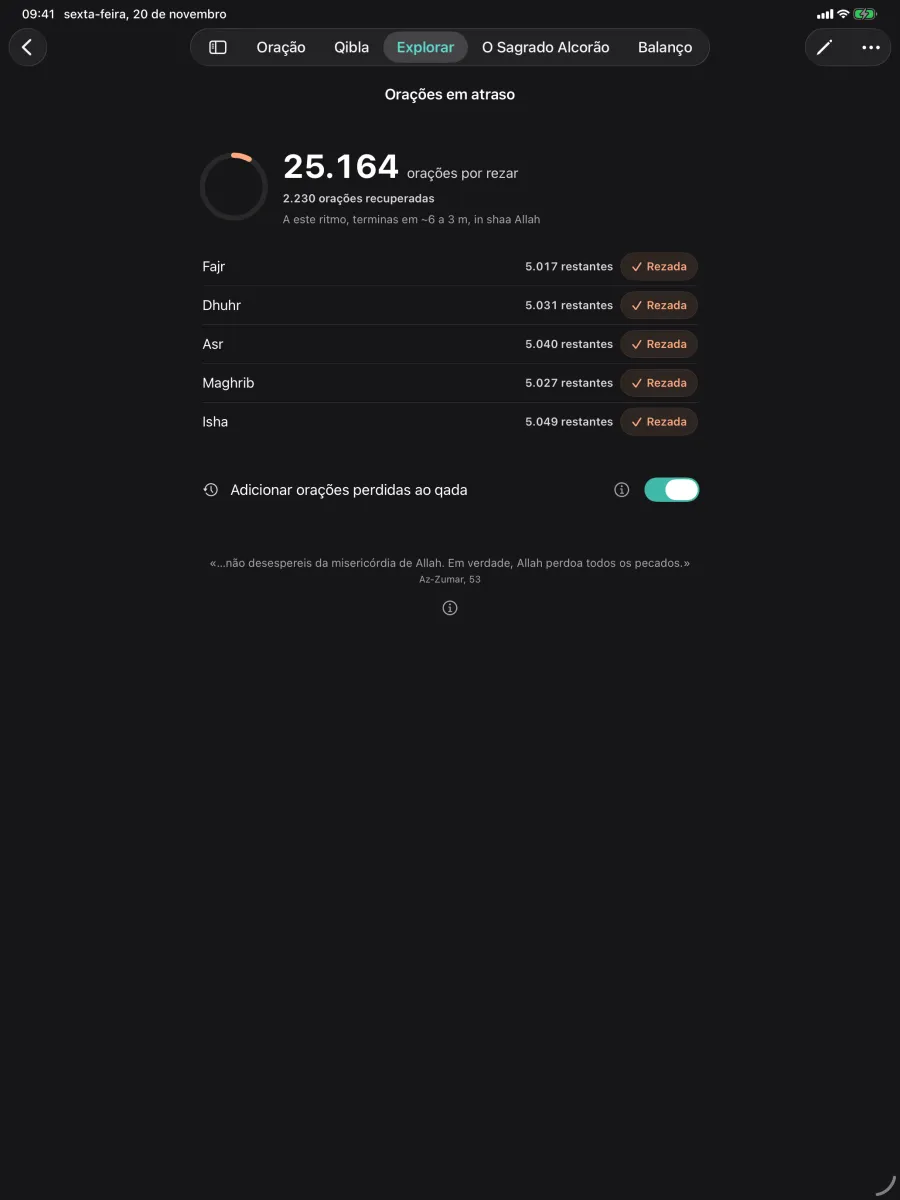 09:41 sexta-feira, 20 de novembro
Oração Qibla Explorar O Sagrado Alcorão Balanço
Orações em atraso
25.164 orações por rezar
2.230 orações recuperadas
A este ritmo, terminas em ~6 a 3 m, in shaa Allah
Fajr 5.017 restantes Rezada
Dhuhr 5.031 restantes Rezada
Asr 5.040 restantes Rezada
Maghrib 5.027 restantes Rezada
Isha 5.049 restantes Rezada
Adicionar orações perdidas ao qada
«...não desespereis da misericórdia de Allah. Em verdade, Allah perdoa todos os pecados.»
Az-Zumar, 53